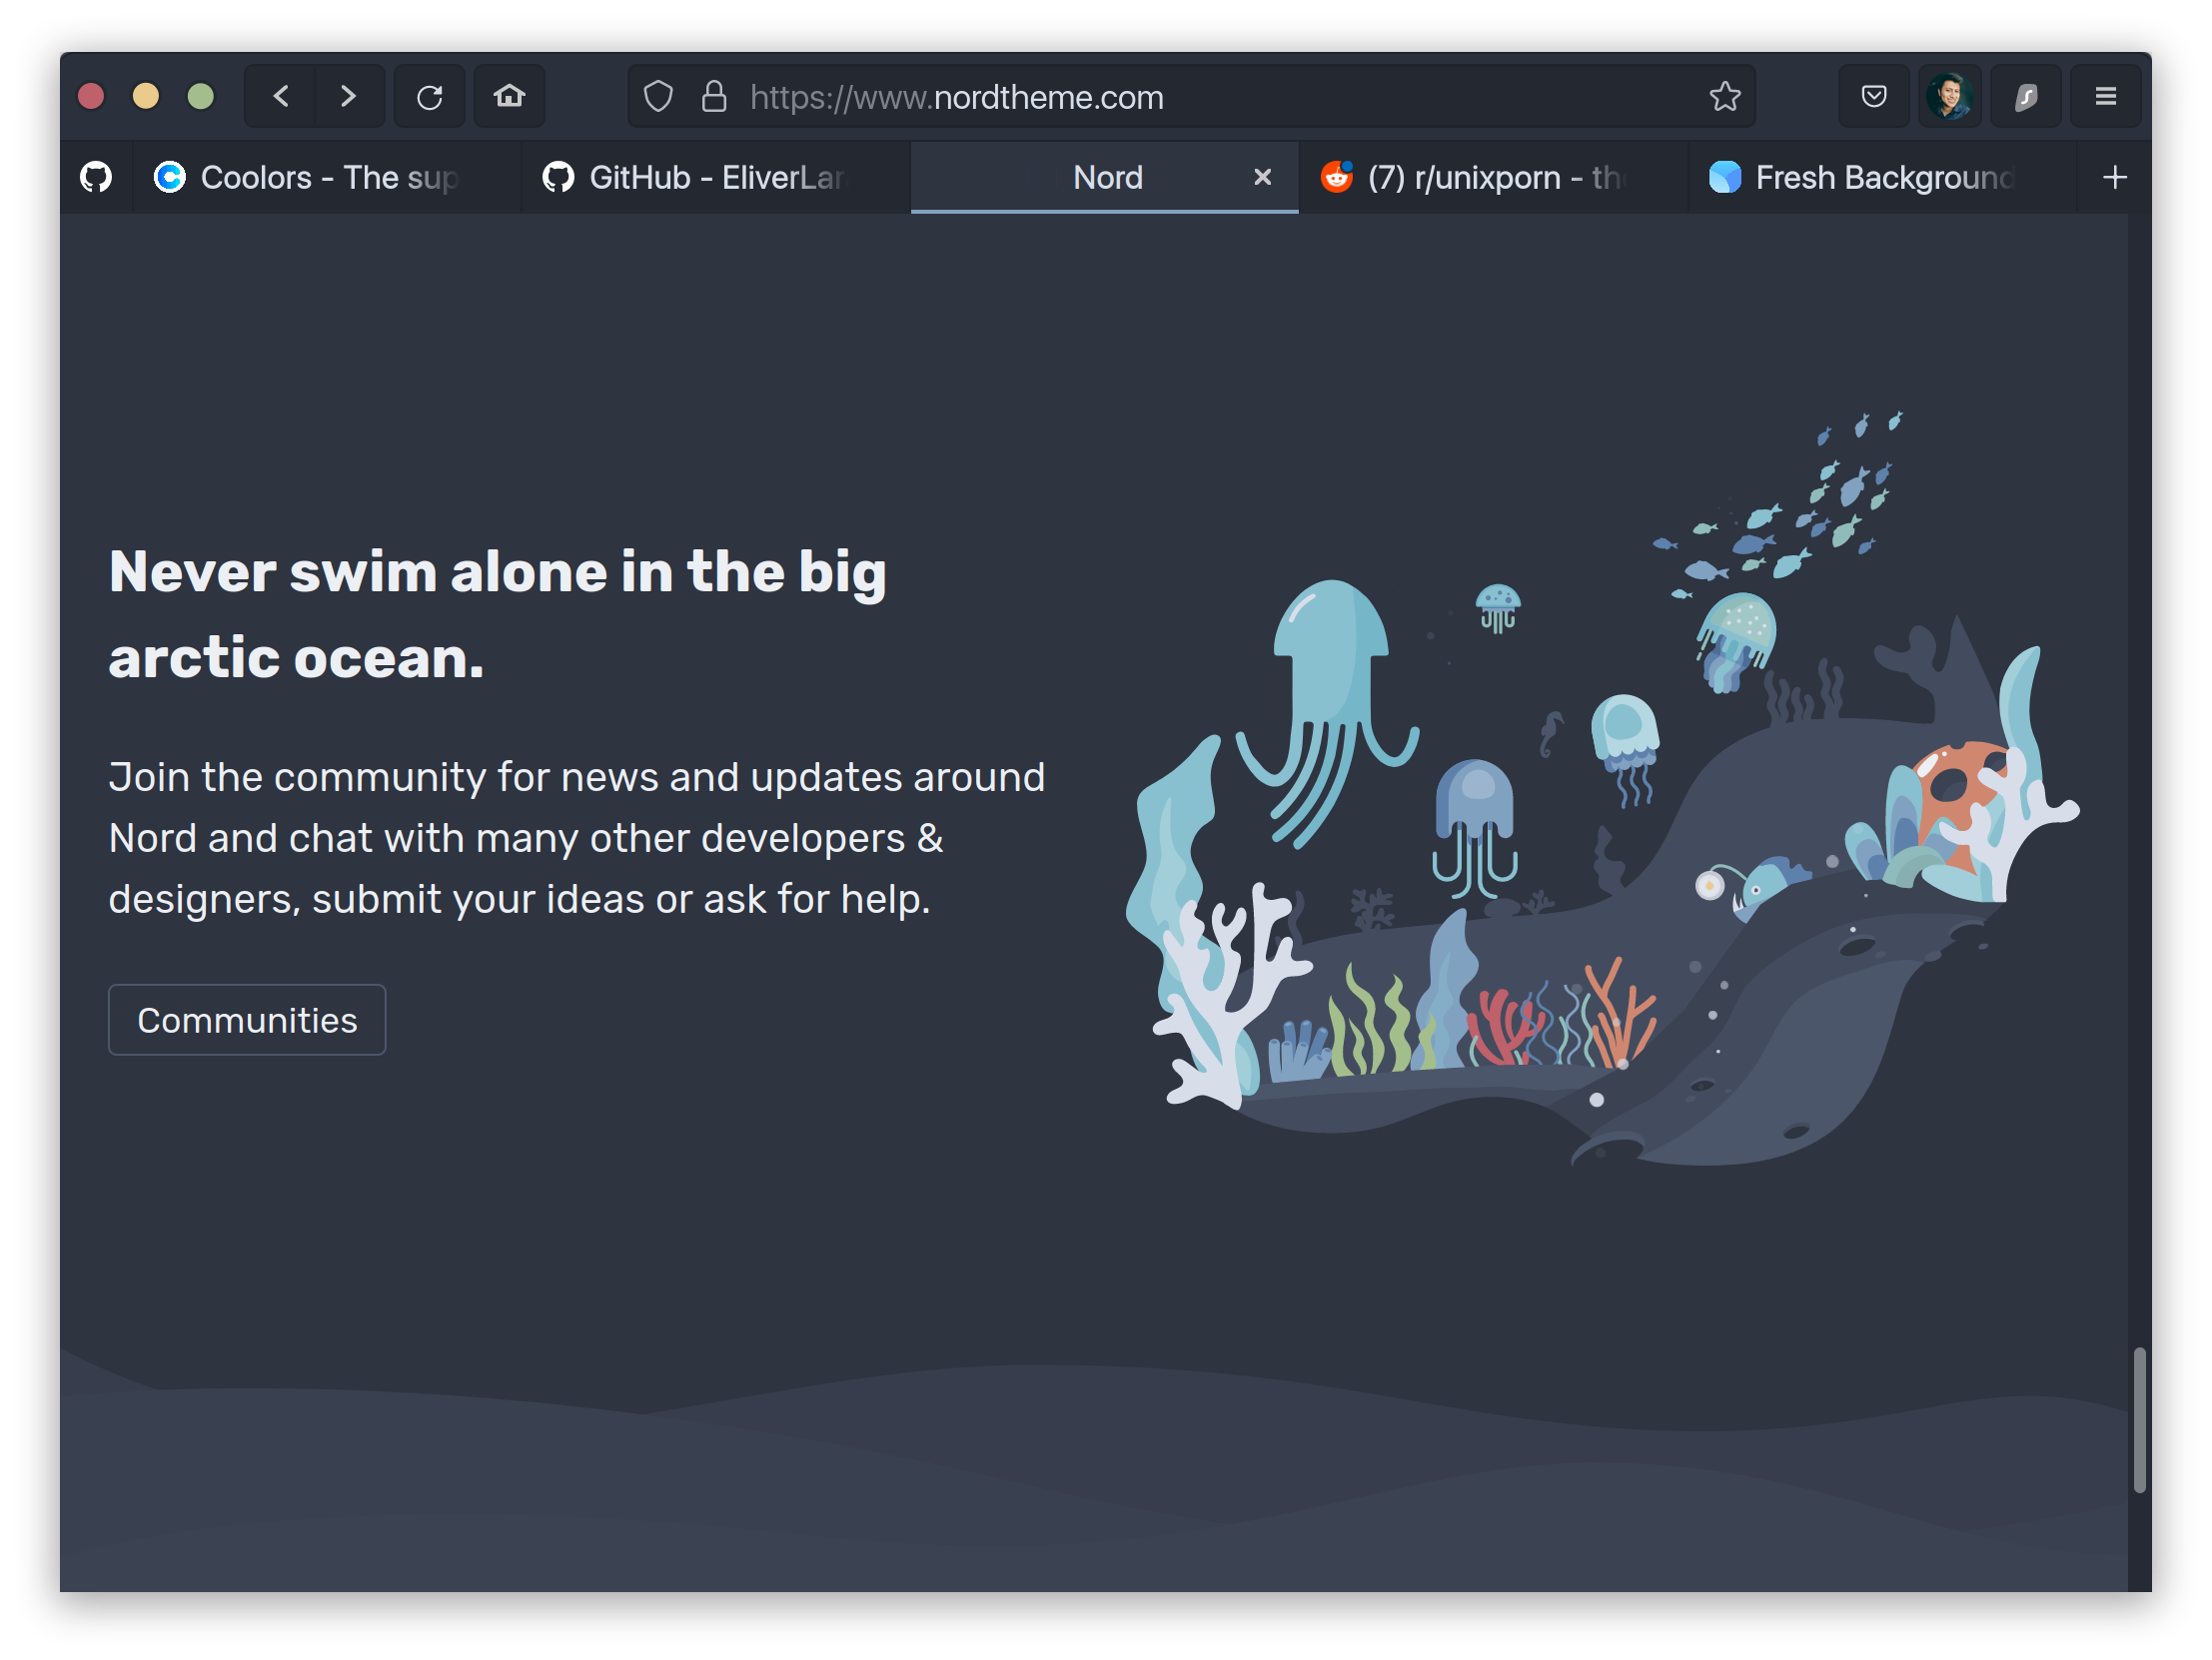 https://www.nordtheme.com
Coolors - The sup
GitHub - EliverLar
Nord
(7) r/unixporn - the
Fresh Background
Never swim alone in the big
arctic ocean.
Join the community for news and updates around
Nord and chat with many other developers &
designers, submit your ideas or ask for help.
Communities